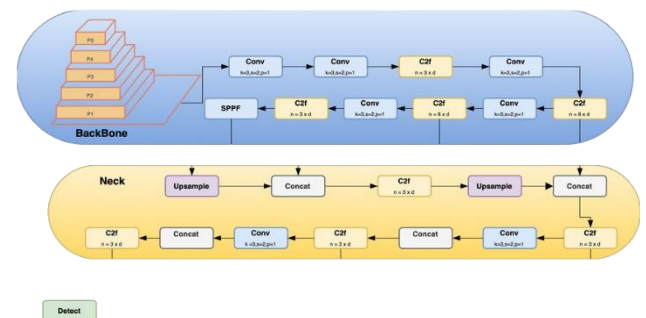 P5
P4
P3
P2
P1
BackBone
Conv
k=3,s=2,p=1
Conv
k=3,s=2,p=1
C2f
n = 3 x d
Conv
k=3,s=2,p=1
SPPF
C2f
n = 3 x d
Conv
k=3,s=2,p=1
C2f
n = 6 x d
Conv
k=3,s=2,p=1
C2f
n = 6 x d
Neck
Upsample
Concat
C2f
n = 3 x d
Upsample
Concat
C2f
n = 3 x d
Concat
Conv
k =3,s=2,p=1
C2f
n = 3 x d
Concat
Conv
k=3,s=2,p=1
C2f
n = 3 x d
Detect